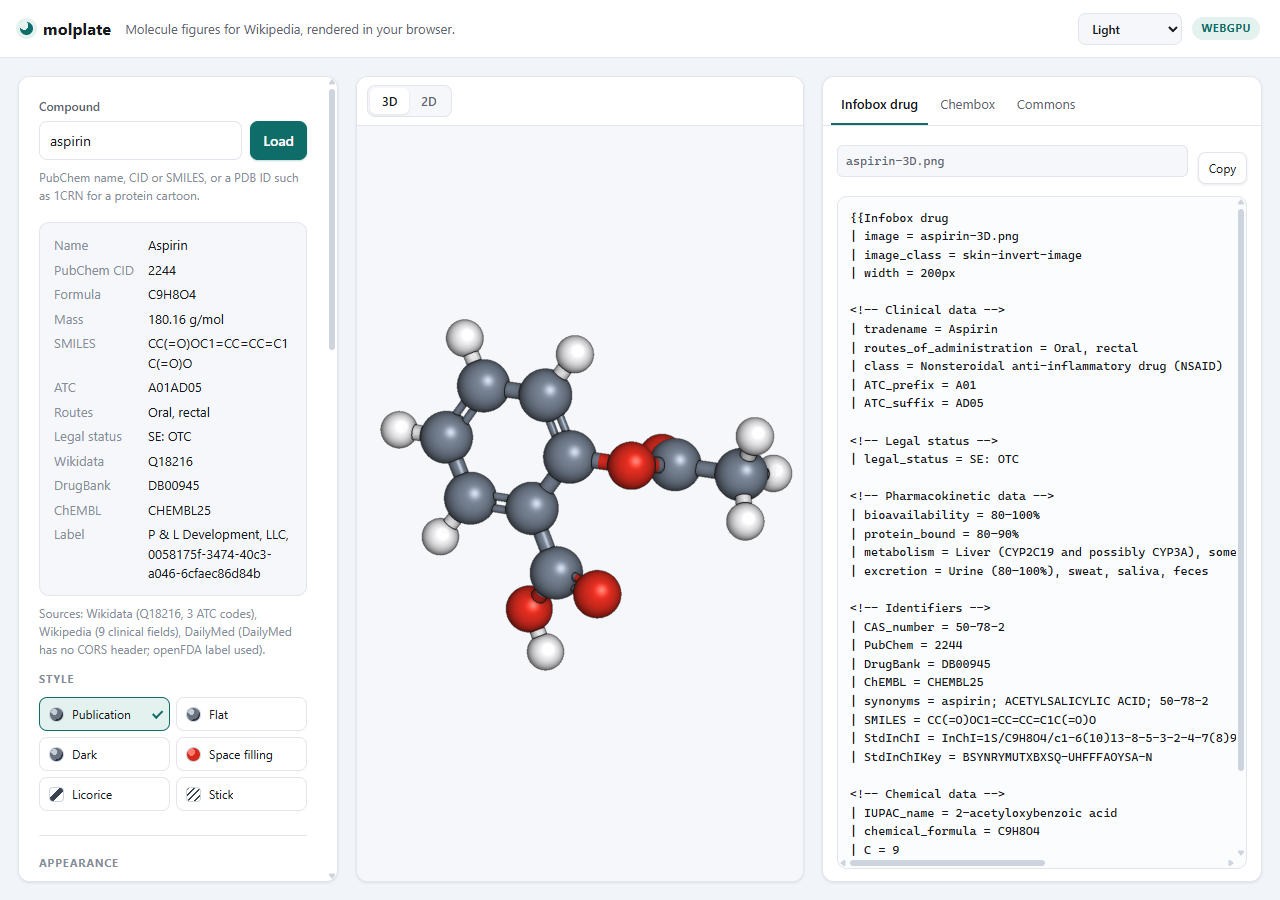 molplate
Molecule figures for Wikipedia, rendered in your browser.
Light
WEBGPU
Compound
aspirin
Load
PubChem name, CID or SMILES, or a PDB ID such
as 1CRN for a protein cartoon.
Name Aspirin
PubChem CID 2244
Formula C9H8O4
Mass 180.16 g/mol
SMILES CC(=O)OC1=CC=CC=C1
C(=O)O
ATC A01AD05
Routes Oral, rectal
Legal status SE: OTC
Wikidata Q18216
DrugBank DB00945
ChEMBL CHEMBL25
Label P & L Development, LLC,
0058175f-3474-40c3-
a046-6cfaec86d84b
Sources: Wikidata (Q18216, 3 ATC codes),
Wikipedia (9 clinical fields), DailyMed (DailyMed
has no CORS header; openFDA label used).
STYLE
Publication
Flat
Dark
Space filling
Licorice
Stick
APPEARANCE
3D 2D
Infobox drug Chembox Commons
aspirin-3D.png
Copy
{{Infobox drug
| image = aspirin-3D.png
| image_class = skin-invert-image
| width = 200px
<!-- Clinical data -->
| tradename = Aspirin
| routes_of_administration = Oral, rectal
| class = Nonsteroidal anti-inflammatory drug (NSAID)
| ATC_prefix = A01
| ATC_suffix = AD05
<!-- Legal status -->
| legal_status = SE: OTC
<!-- Pharmacokinetic data -->
| bioavailability = 80–100%
| protein_bound = 80–90%
| metabolism = Liver (CYP2C19 and possibly CYP3A), some
| excretion = Urine (80–100%), sweat, saliva, feces
<!-- Identifiers -->
| CAS_number = 50-78-2
| PubChem = 2244
| DrugBank = DB00945
| ChEMBL = CHEMBL25
| synonyms = aspirin; ACETYLSALICYLIC ACID; 50-78-2
| SMILES = CC(=O)OC1=CC=CC=C1C(=O)O
| StdInChI = InChI=1S/C9H8O4/c1-6(10)13-8-5-3-2-4-7(8)9
| StdInChIKey = BSYNRYMUTXBXSQ-UHFFFAOYSA-N
<!-- Chemical data -->
| IUPAC_name = 2-acetyloxybenzoic acid
| chemical_formula = C9H8O4
| C = 9